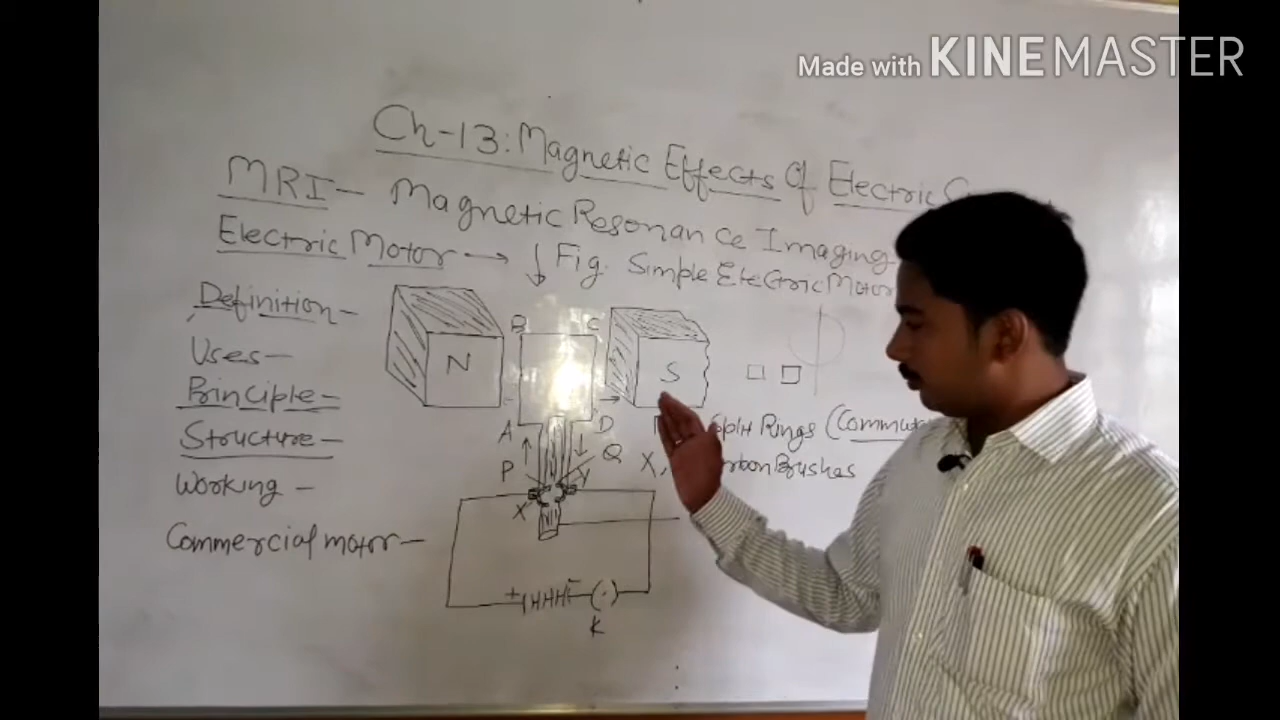 Made with KINEMASTER
Ch-13: Magnetic Effects Of Electric
MRI- Magnetic Resonance Imaging
Electric Motor → ↓ Fig. Simple Electric Motor
Definition-
Uses-
Principle-
Structure-
Working -
Commercial motor-
B C
N S
A D
Split Rings (Commut
P Q
X, Brushes
X Y
+ -
K